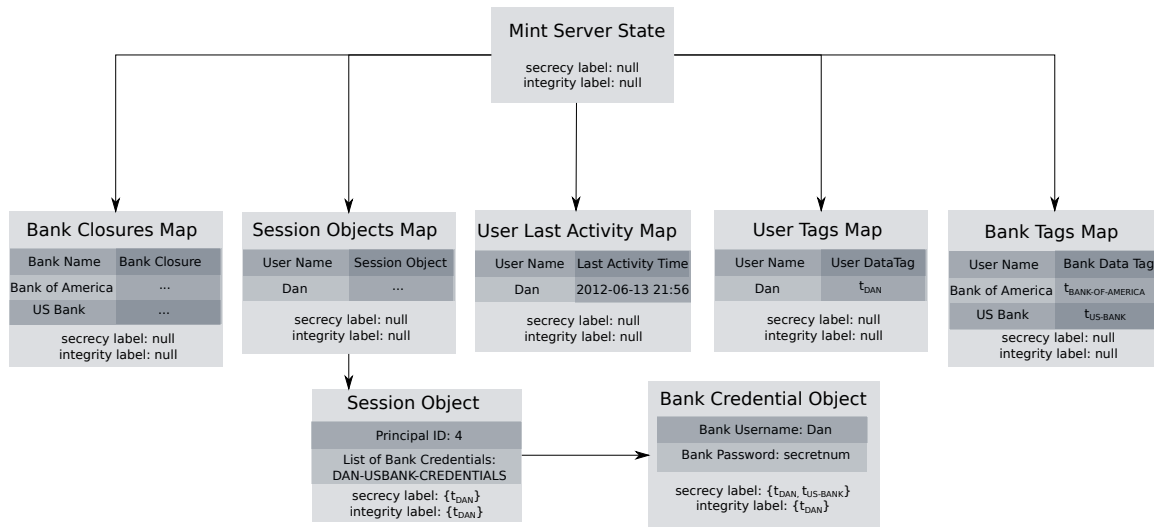 Mint Server State
secrecy label: null
integrity label: null
Bank Closures Map
Bank Name Bank Closure
Bank of America ...
US Bank ...
secrecy label: null
integrity label: null
Session Objects Map
User Name Session Object
Dan ...
secrecy label: null
integrity label: null
User Last Activity Map
User Name Last Activity Time
Dan 2012-06-13 21:56
secrecy label: null
integrity label: null
User Tags Map
User Name User DataTag
Dan tDAN
secrecy label: null
integrity label: null
Bank Tags Map
User Name Bank Data Tag
Bank of America tBANK-OF-AMERICA
US Bank tUS-BANK
secrecy label: null
integrity label: null
Session Object
Principal ID: 4
List of Bank Credentials:
DAN-USBANK-CREDENTIALS
secrecy label: {tDAN}
integrity label: {tDAN}
Bank Credential Object
Bank Username: Dan
Bank Password: secretnum
secrecy label: {tDAN, tUS-BANK}
integrity label: {tDAN}